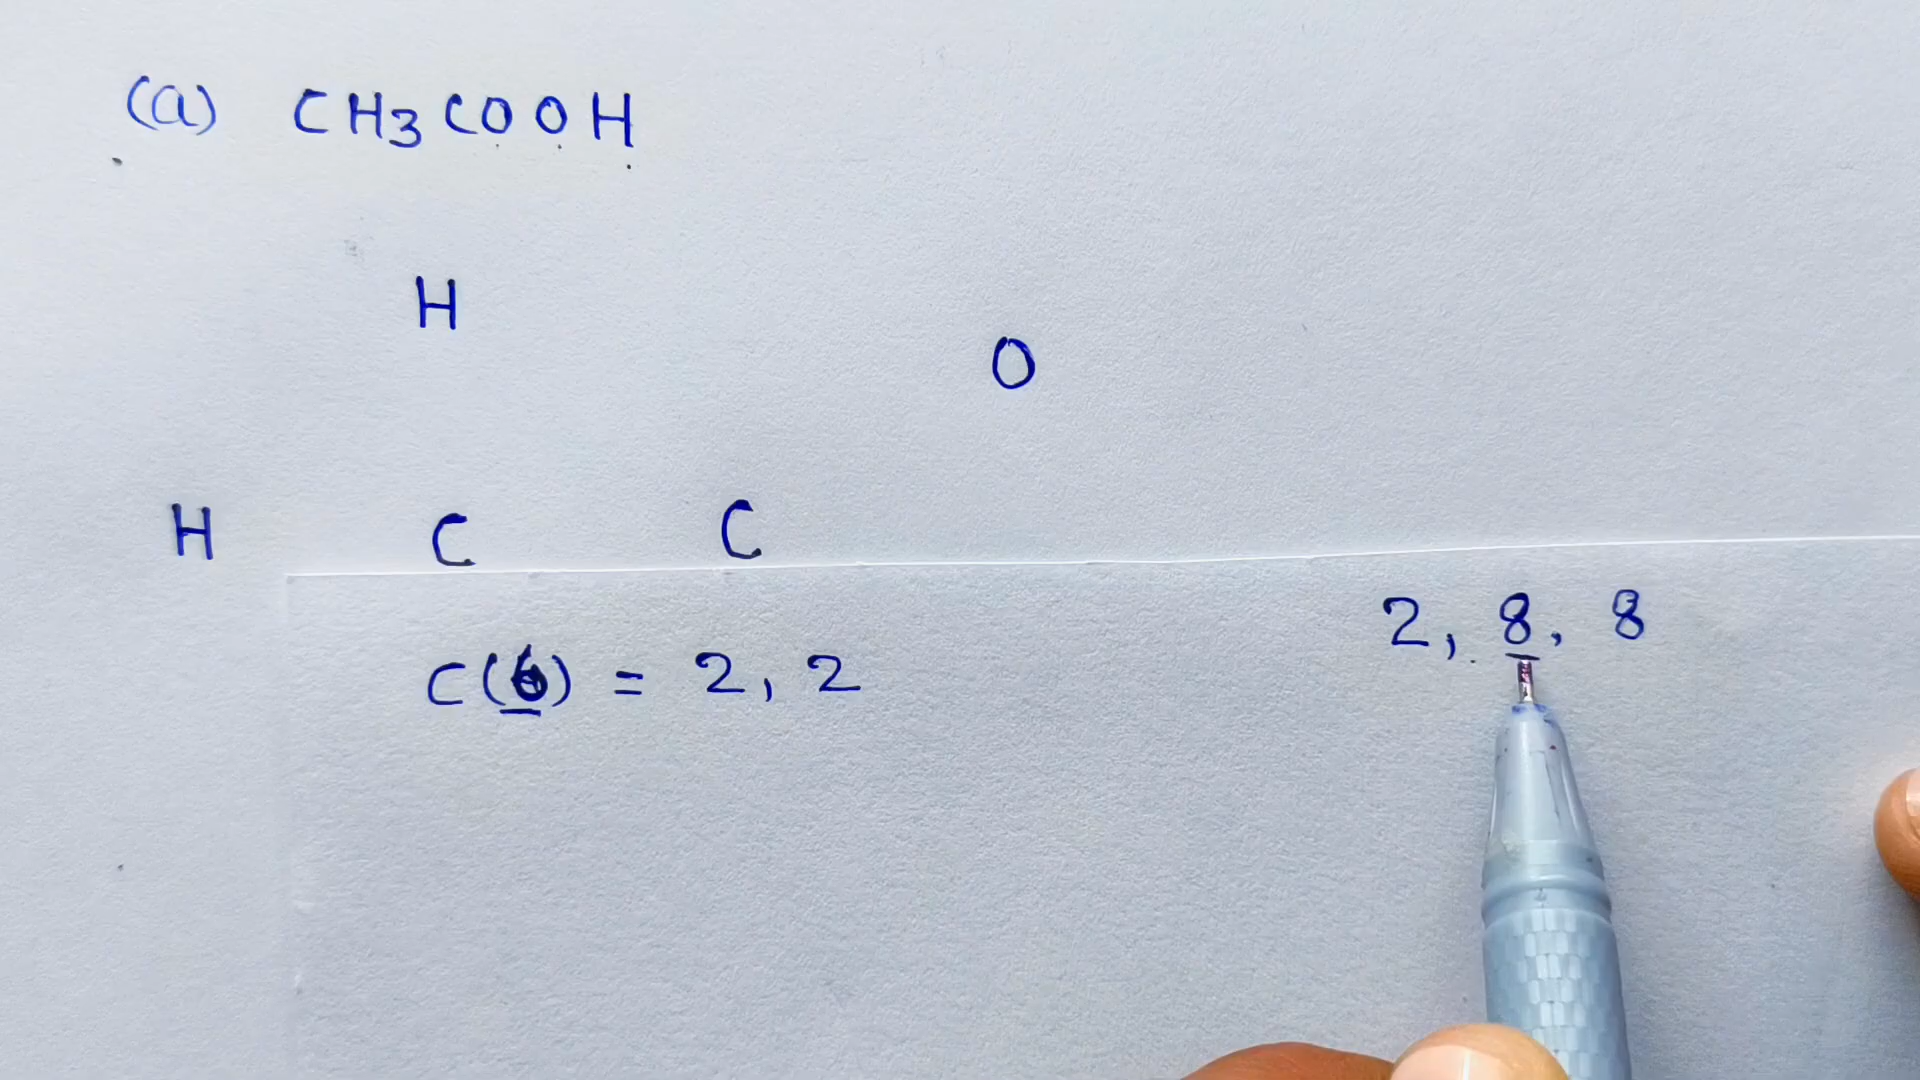 (a) CH3COOH
H
O
H C C
2, 8, 8
C(6) = 2, 2